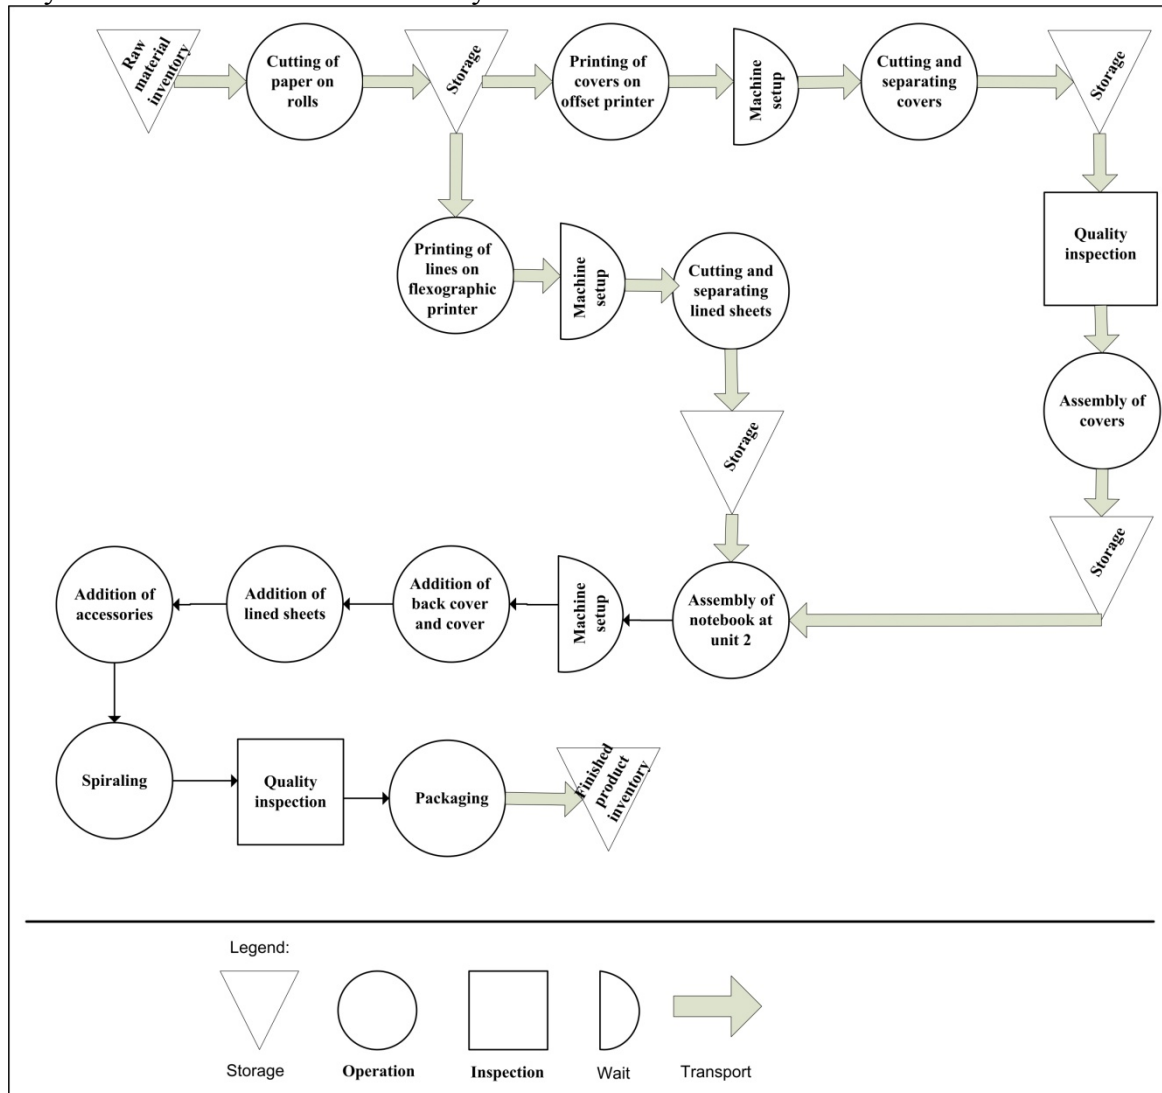 Raw
material
inventory
Cutting of
paper on
rolls
Storage
Printing of
covers on
offset printer
Machine
setup
Cutting and
separating
covers
Storage
Printing of
lines on
flexographic
printer
Machine
setup
Cutting and
separating
lined sheets
Quality
inspection
Storage
Assembly of
covers
Storage
Addition of
accessories
Addition of
lined sheets
Addition of
back cover
and cover
Machine
setup
Assembly of
notebook at
unit 2
Spiraling
Quality
inspection
Packaging
Finished
product
inventory
Legend:
Storage
Operation
Inspection
Wait
Transport